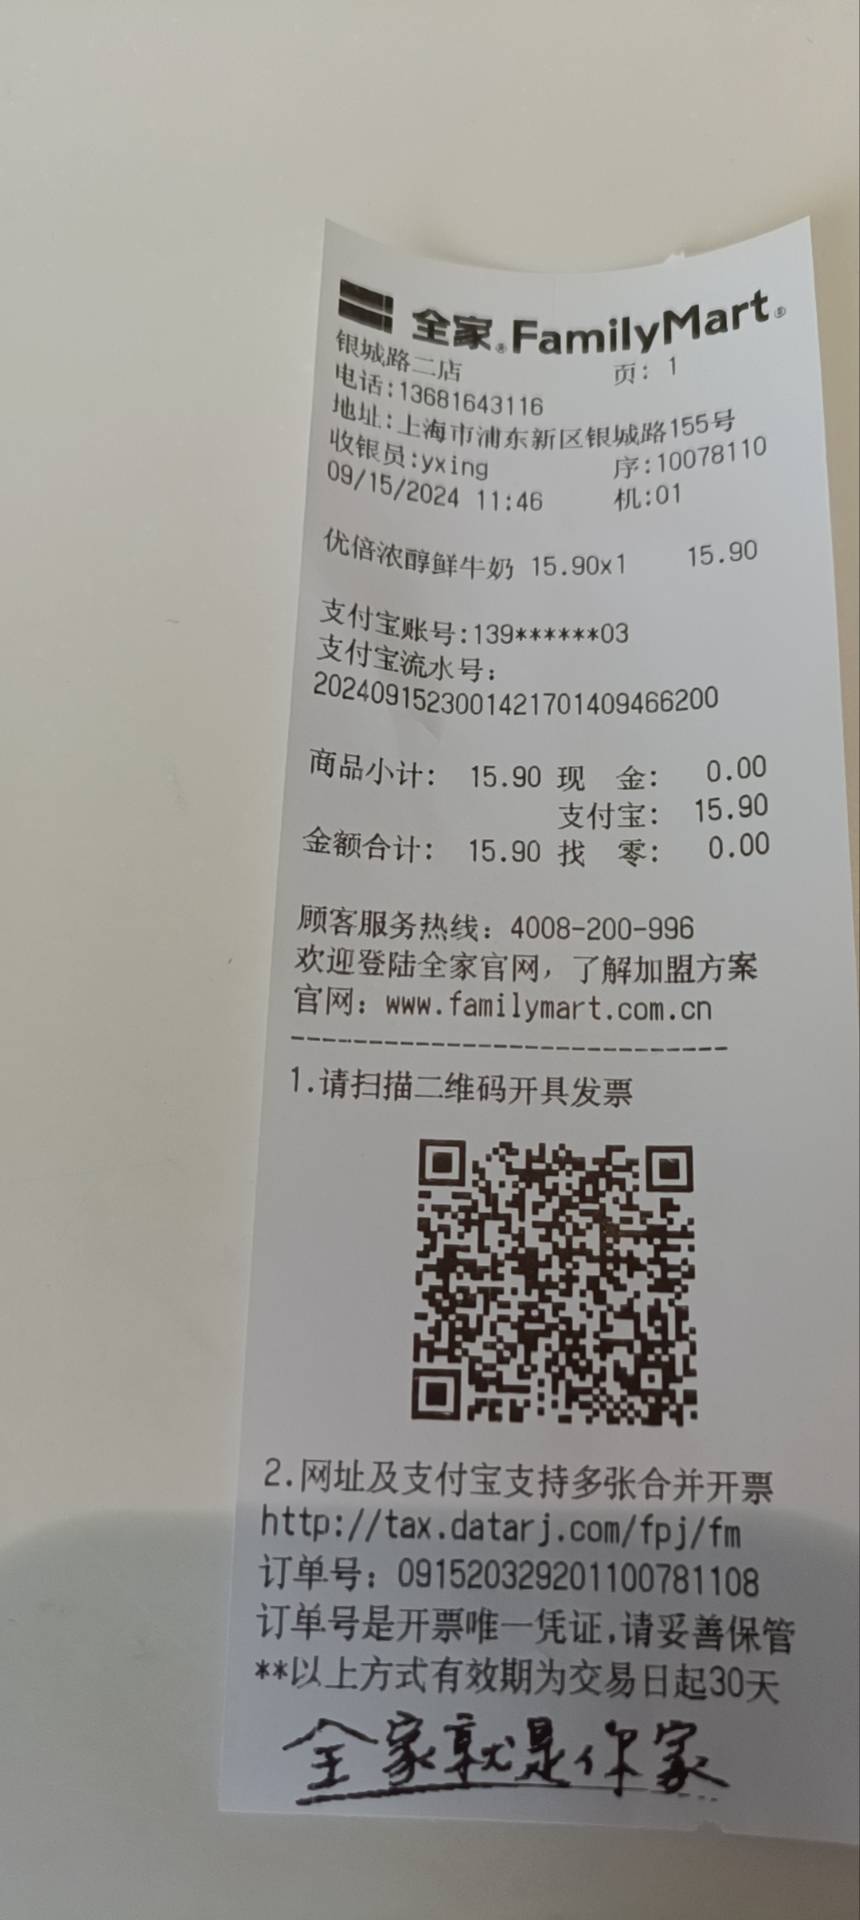 全家®FamilyMart®
银城路二店 页: 1
电话:13681643116
地址:上海市浦东新区银城路155号
收银员:yxing 序:10078110
09/15/2024 11:46 机:01
优倍浓醇鲜牛奶 15.90x1 15.90
支付宝账号:139******03
支付宝流水号:
2024091523001421701409466200
商品小计: 15.90 现 金: 0.00
支付宝: 15.90
金额合计: 15.90 找 零: 0.00
顾客服务热线: 4008-200-996
欢迎登陆全家官网，了解加盟方案
官网: www.familymart.com.cn
----------------------------
1.请扫描二维码开具发票
2.网址及支付宝支持多张合并开票
http://tax.datarj.com/fpj/fm
订单号: 091520329201100781108
订单号是开票唯一凭证,请妥善保管
**以上方式有效期为交易日起30天
全家就是你家